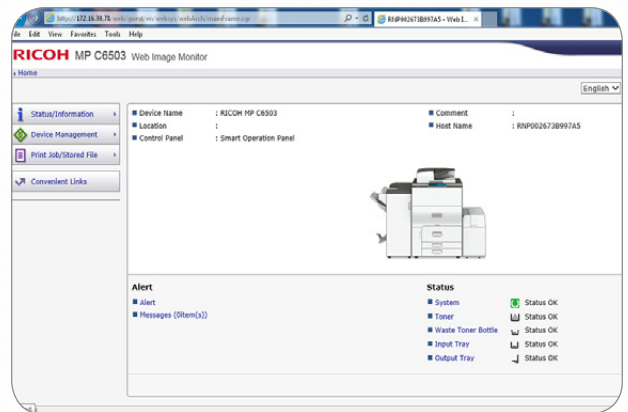 http://172.16.30.71 web/guest/en/websys/webArch/mainFrame.cgi
RNP002673B997A5 - Web I...
File Edit View Favorites Tools Help
RICOH MP C6503 Web Image Monitor
Home
English
Status/Information
Device Management
Print Job/Stored File
Convenient Links
Device Name : RICOH MP C6503
Location :
Control Panel : Smart Operation Panel
Comment :
Host Name : RNP002673B997A5
Alert
Alert
Messages (0item(s))
Status
System Status OK
Toner Status OK
Waste Toner Bottle Status OK
Input Tray Status OK
Output Tray Status OK